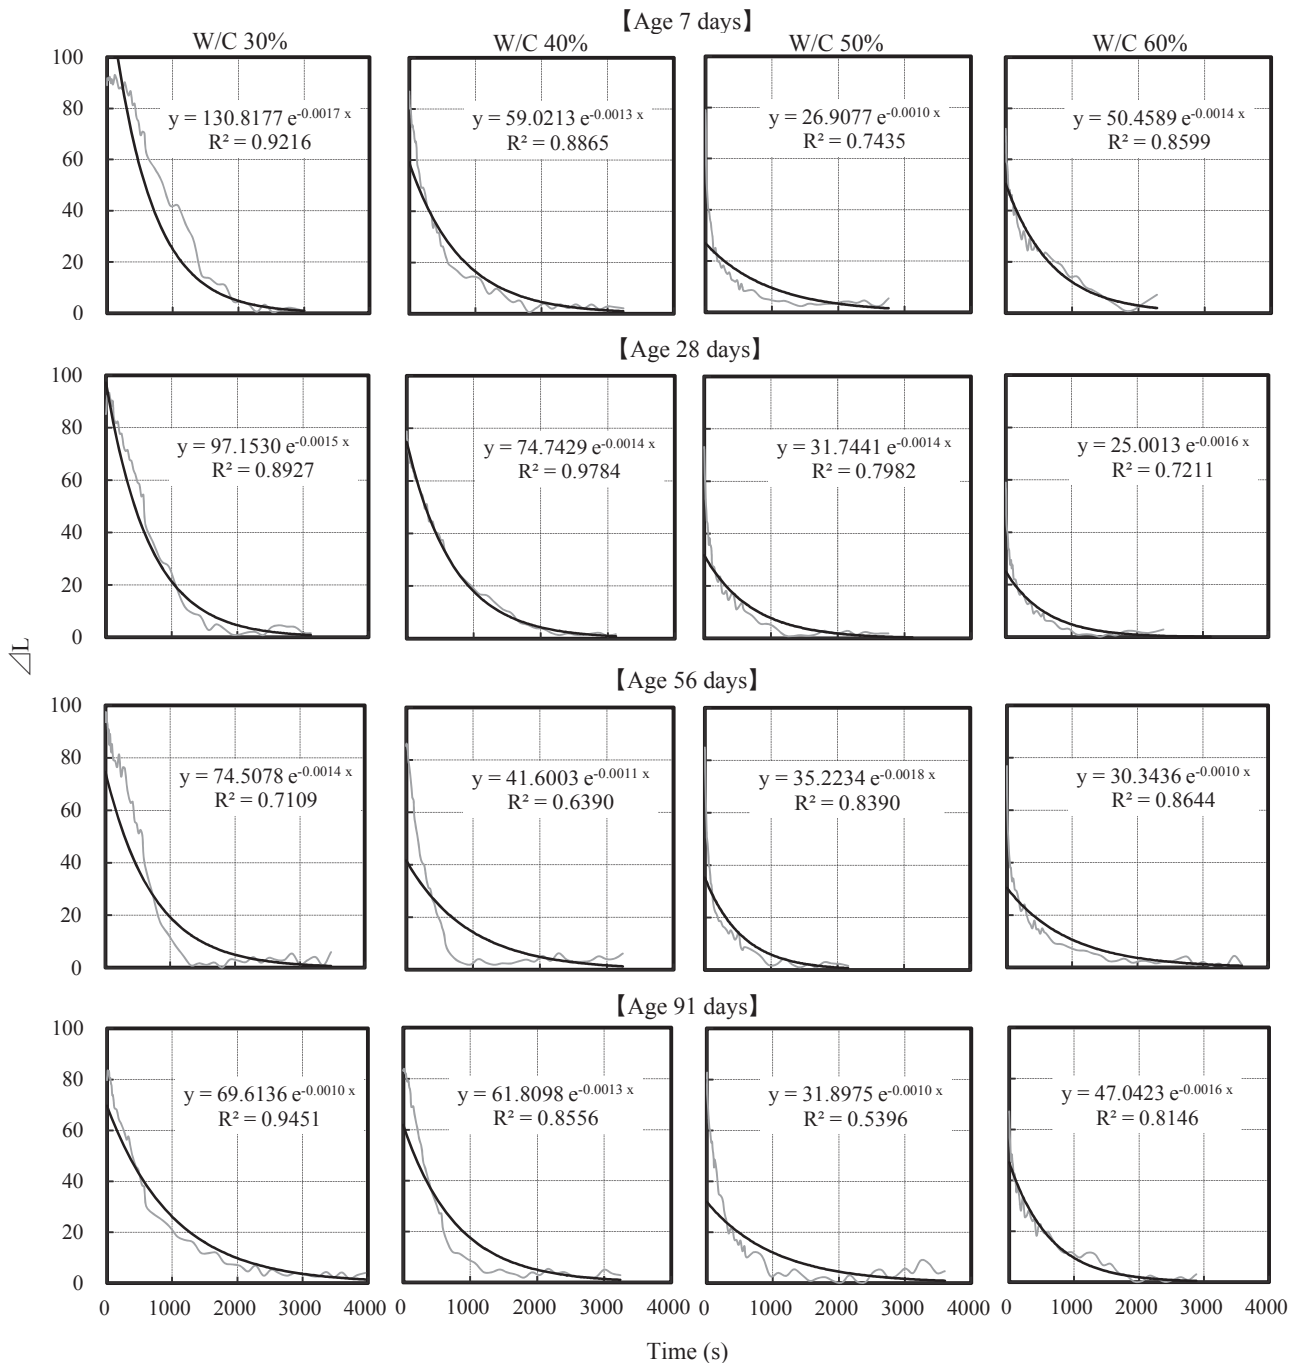 【Age 7 days】
W/C 30% W/C 40% W/C 50% W/C 60%
100
80
60
40
20
0
y = 130.8177 e^-0.0017 x
R² = 0.9216
y = 59.0213 e^-0.0013 x
R² = 0.8865
y = 26.9077 e^-0.0010 x
R² = 0.7435
y = 50.4589 e^-0.0014 x
R² = 0.8599
【Age 28 days】
100
80
60
40
20
0
y = 97.1530 e^-0.0015 x
R² = 0.8927
y = 74.7429 e^-0.0014 x
R² = 0.9784
y = 31.7441 e^-0.0014 x
R² = 0.7982
y = 25.0013 e^-0.0016 x
R² = 0.7211
⊿L
【Age 56 days】
100
80
60
40
20
0
y = 74.5078 e^-0.0014 x
R² = 0.7109
y = 41.6003 e^-0.0011 x
R² = 0.6390
y = 35.2234 e^-0.0018 x
R² = 0.8390
y = 30.3436 e^-0.0010 x
R² = 0.8644
【Age 91 days】
100
80
60
40
20
0
y = 69.6136 e^-0.0010 x
R² = 0.9451
y = 61.8098 e^-0.0013 x
R² = 0.8556
y = 31.8975 e^-0.0010 x
R² = 0.5396
y = 47.0423 e^-0.0016 x
R² = 0.8146
0 1000 2000 3000 4000 0 1000 2000 3000 4000 0 1000 2000 3000 4000 0 1000 2000 3000 4000
Time (s)